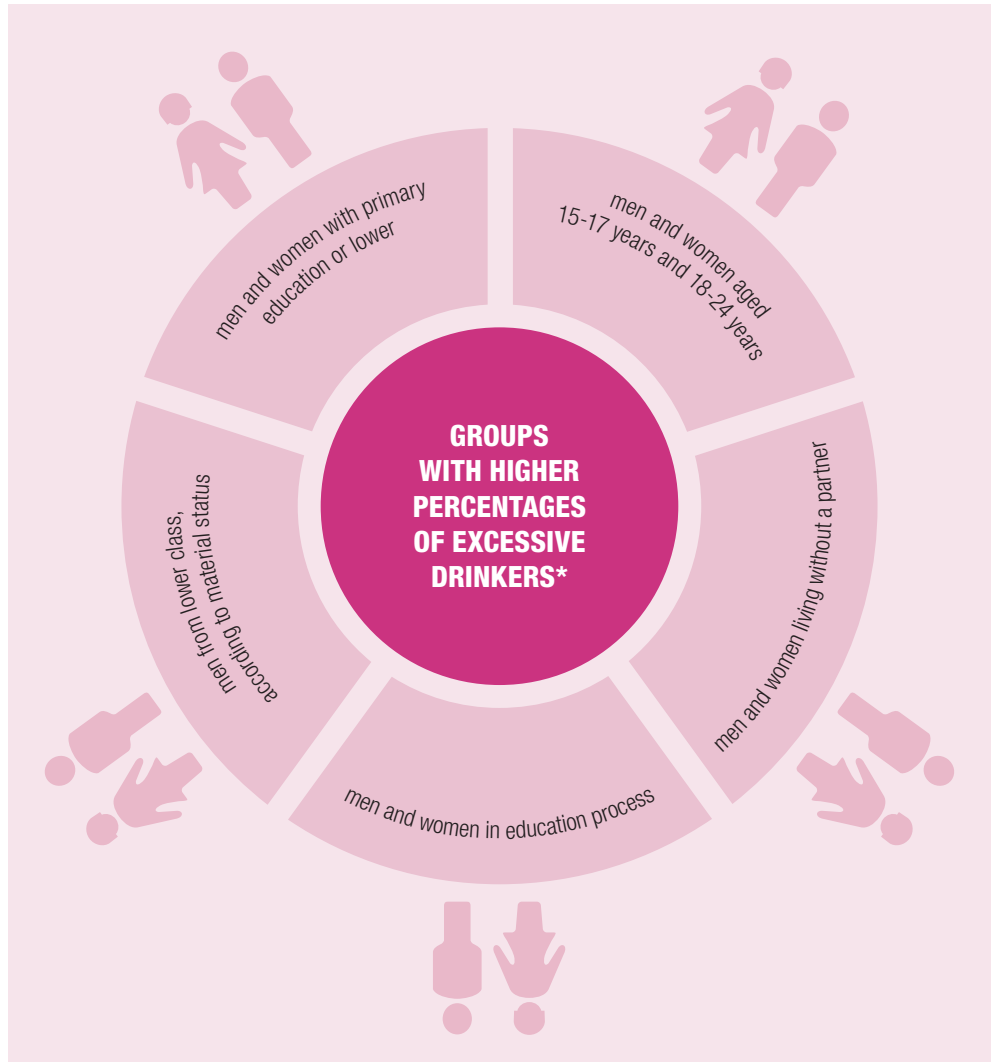 men and women with primary
education or lower
men and women aged
15-17 years and 18-24 years
GROUPS
WITH HIGHER
PERCENTAGES
OF EXCESSIVE
DRINKERS*
men from lower class,
according to material status
men and women living without a partner
men and women in education process